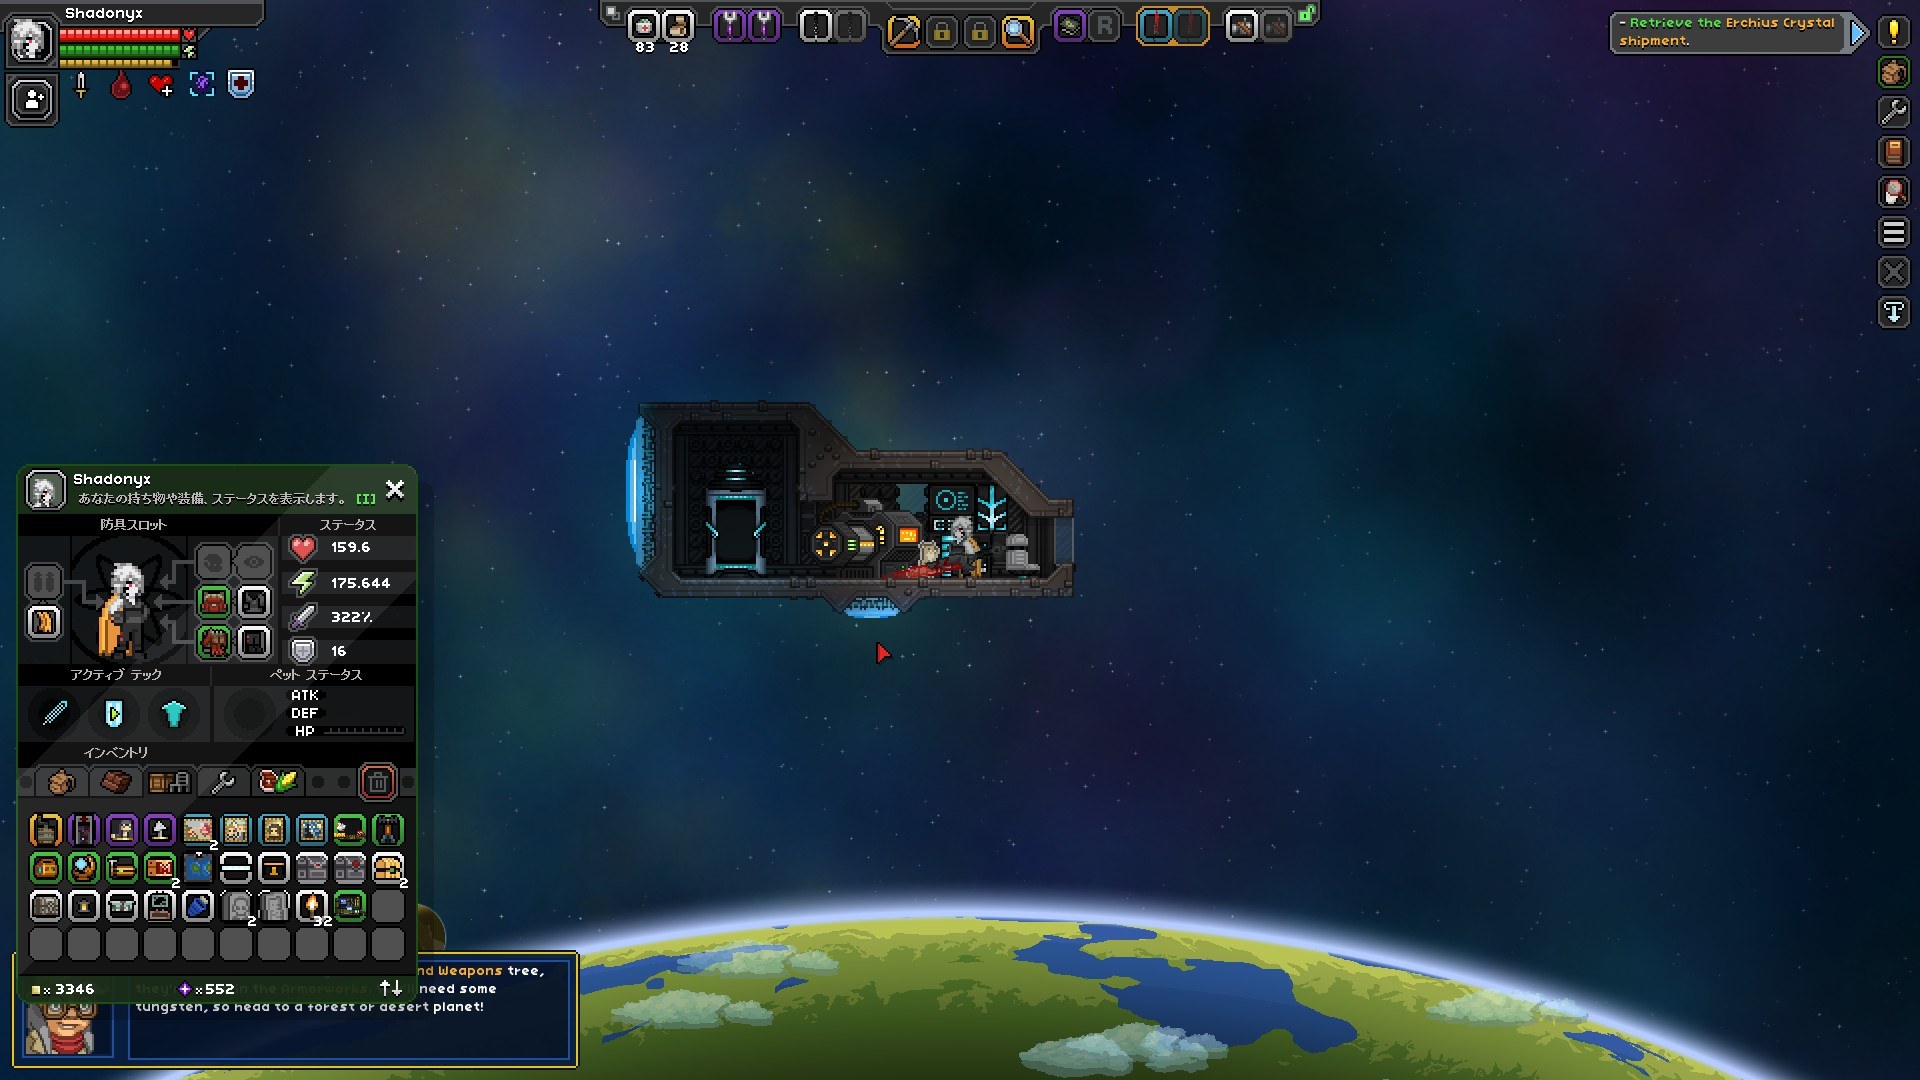 Shadonyx
83 28
R
- Retrieve the Erchius Crystal
shipment.
Shadonyx
あなたの持ち物や装備、ステータスを表示します。 [I]
防具スロット
ステータス
159.6
175.644
322%
16
アクティブ テック
ペット ステータス
ATK
DEF
HP
インベントリ
2
2
2
2
32
x 3346
x552
nd Weapons tree,
need some
tungsten, so head to a forest or desert planet!